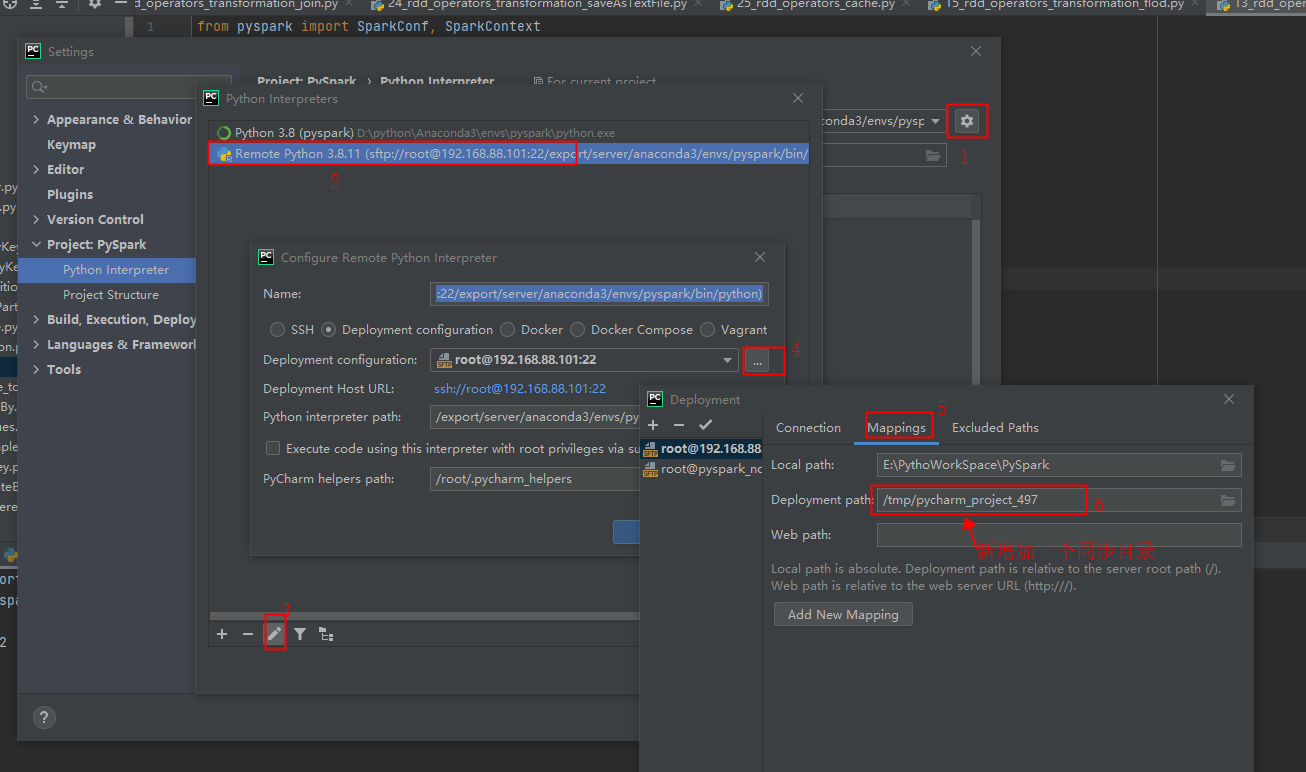 d_operators_transformation_join.py
24_rdd_operators_transformation_saveAsTextFile.py
25_rdd_operators_cache.py
15_rdd_operators_transformation_flod.py
13_rdd_oper
1
from pyspark import SparkConf, SparkContext
Settings
Project: PySpark › Python Interpreter
For current project
Appearance & Behavior
Keymap
Editor
Plugins
Version Control
Project: PySpark
Python Interpreter
Project Structure
Build, Execution, Deploy
Languages & Framework
Tools
?
Python Interpreters
Python 3.8 (pyspark) D:\python\Anaconda3\envs\pyspark\python.exe
Remote Python 3.8.11 (sftp://root@192.168.88.101:22/export/server/anaconda3/envs/pyspark/bin/
conda3/envs/pysp
1
2
Configure Remote Python Interpreter
Name:
:22/export/server/anaconda3/envs/pyspark/bin/python)
SSH
Deployment configuration
Docker
Docker Compose
Vagrant
Deployment configuration:
root@192.168.88.101:22
...
4
Deployment Host URL:
ssh://root@192.168.88.101:22
Python interpreter path:
/export/server/anaconda3/envs/py
Execute code using this interpreter with root privileges via su
PyCharm helpers path:
/root/.pycharm_helpers
3
Deployment
root@192.168.88.
root@pyspark_no
Connection
Mappings
5
Excluded Paths
Local path:
E:\PythoWorkSpace\PySpark
Deployment path:
/tmp/pycharm_project_497
6
Web path:
新增加一个同步目录
Local path is absolute. Deployment path is relative to the server root path (/).
Web path is relative to the web server URL (http:///).
Add New Mapping